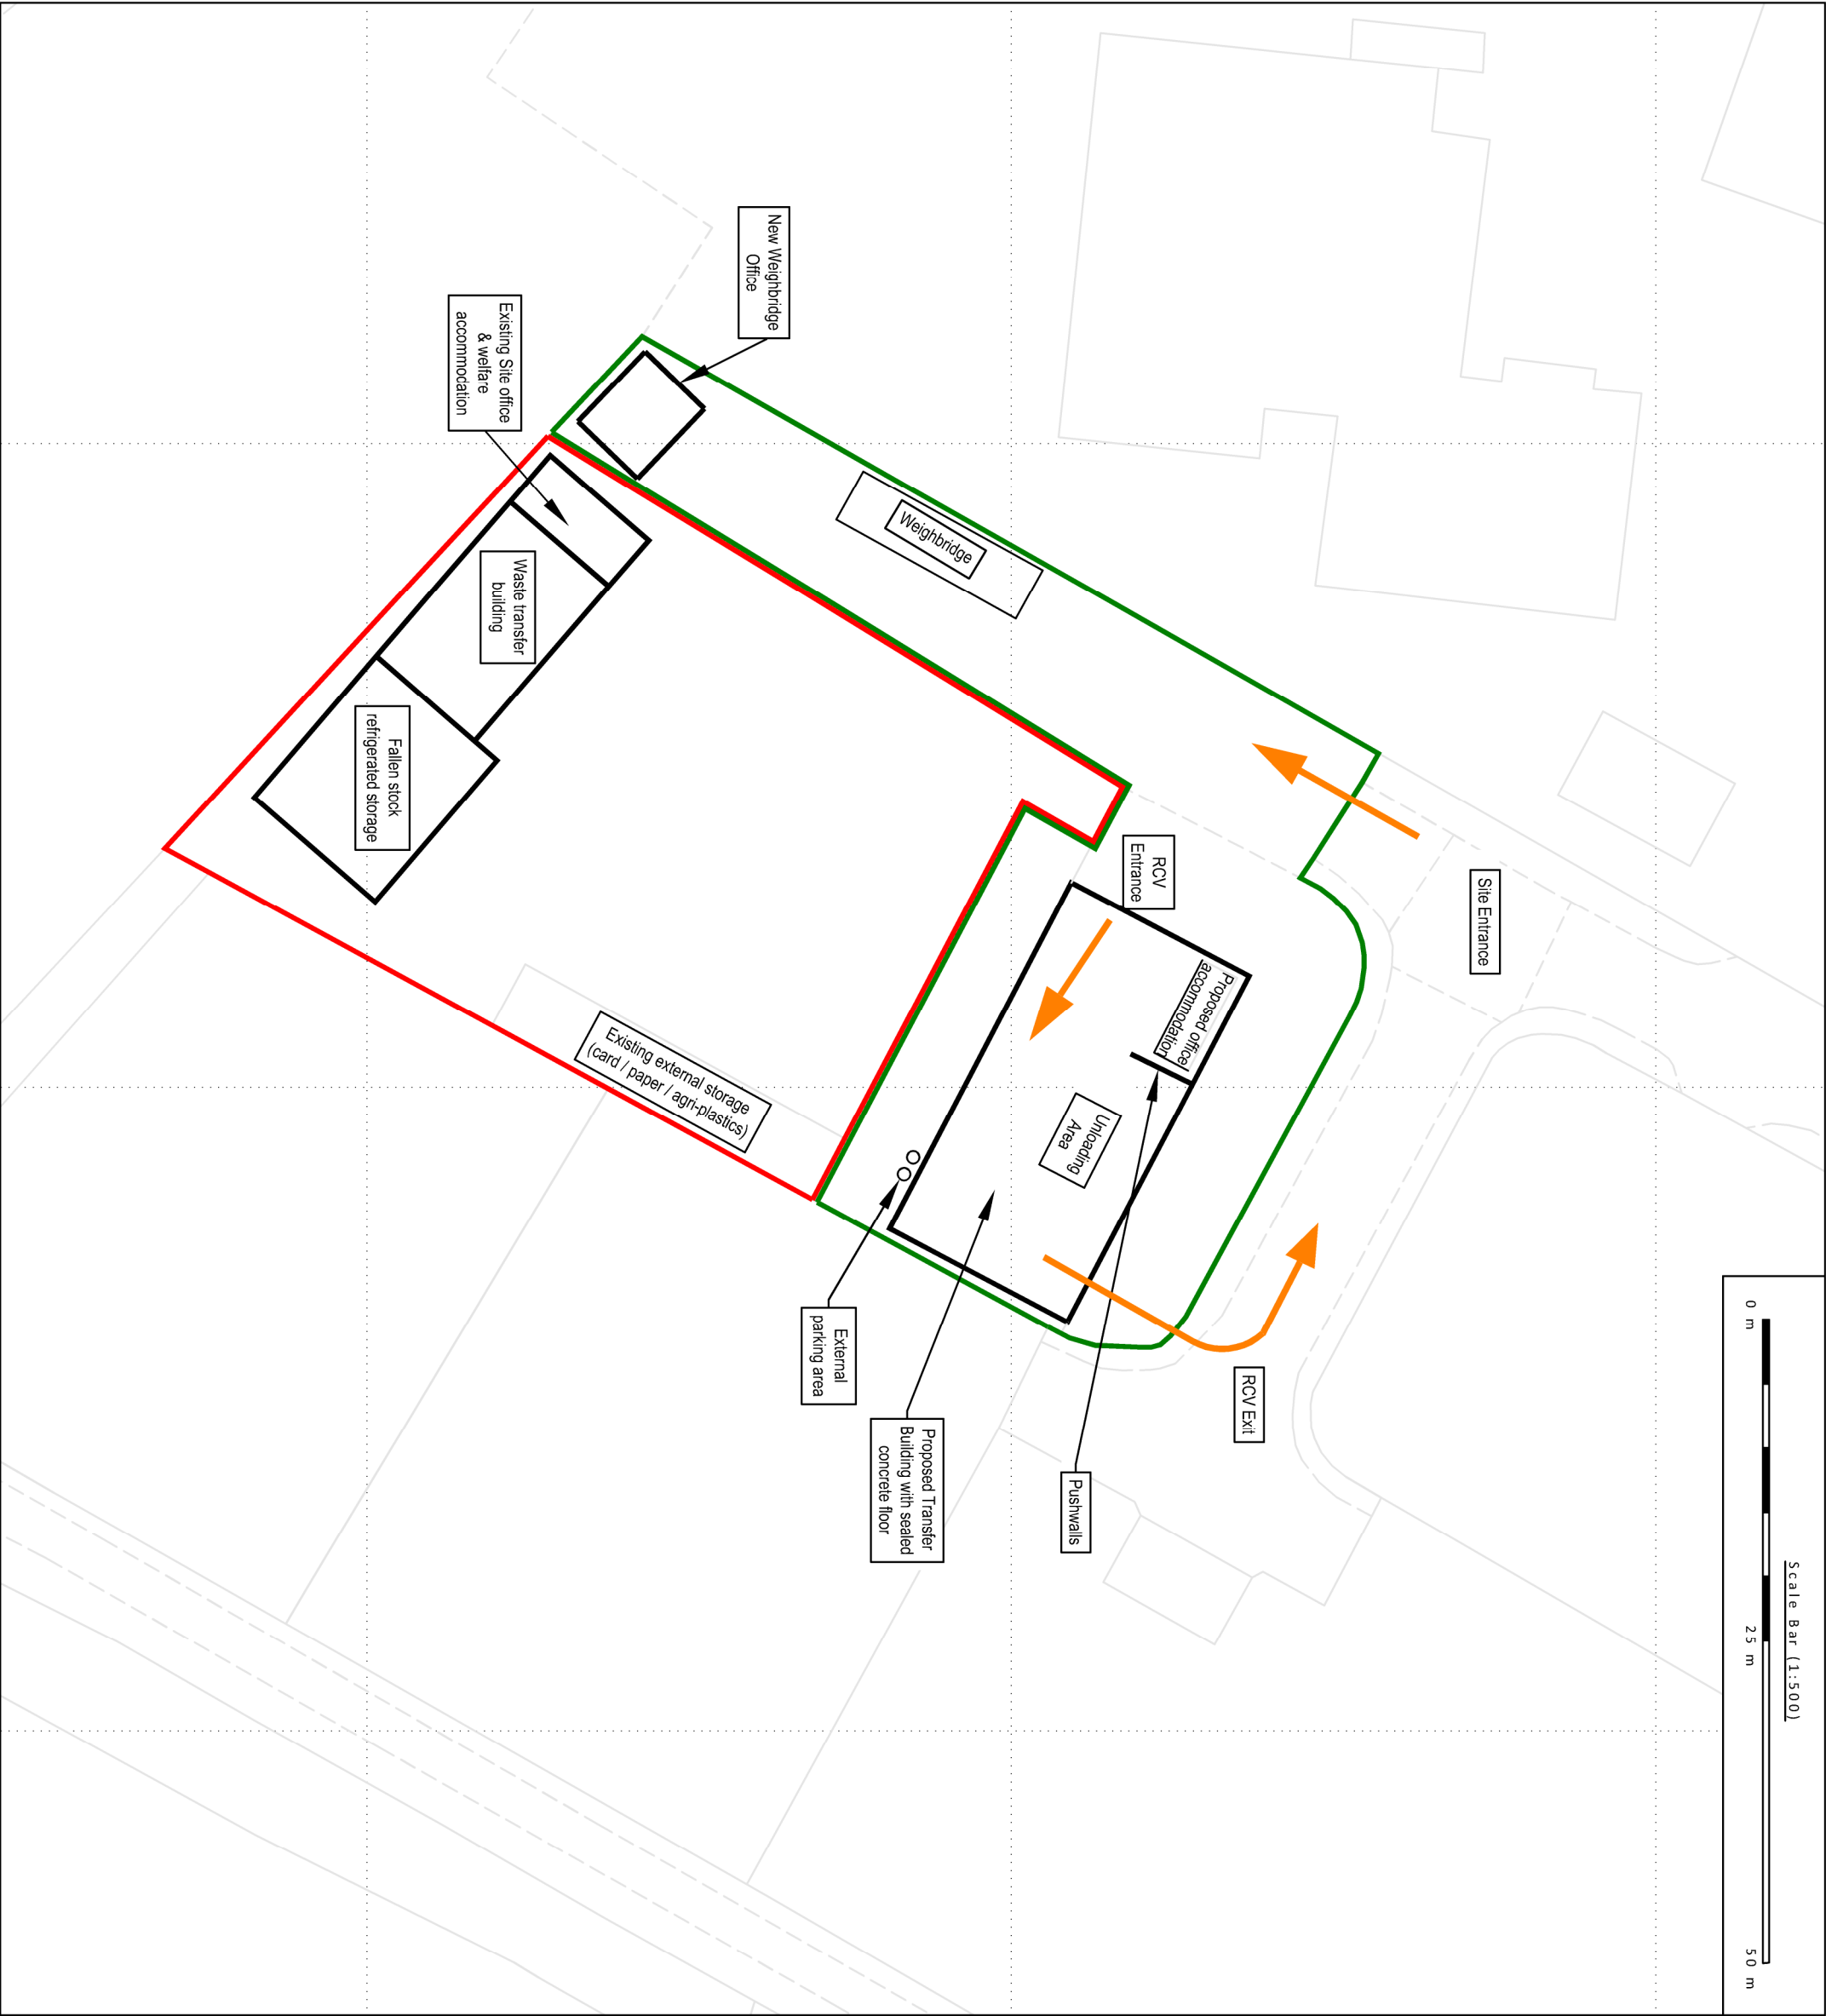 New Weighbridge
Office
Existing Site office
& welfare
accommodation
Weighbridge
Waste transfer
building
Fallen stock
refrigerated storage
Site Entrance
RCV
Entrance
Proposed office
accommodation
Unloading
Area
Existing external storage
(card / paper / agri-plastics)
External
parking area
Proposed Transfer
Building with sealed
concrete floor
Pushwalls
RCV Exit
Scale Bar (1:500)
0 m
25 m
50 m